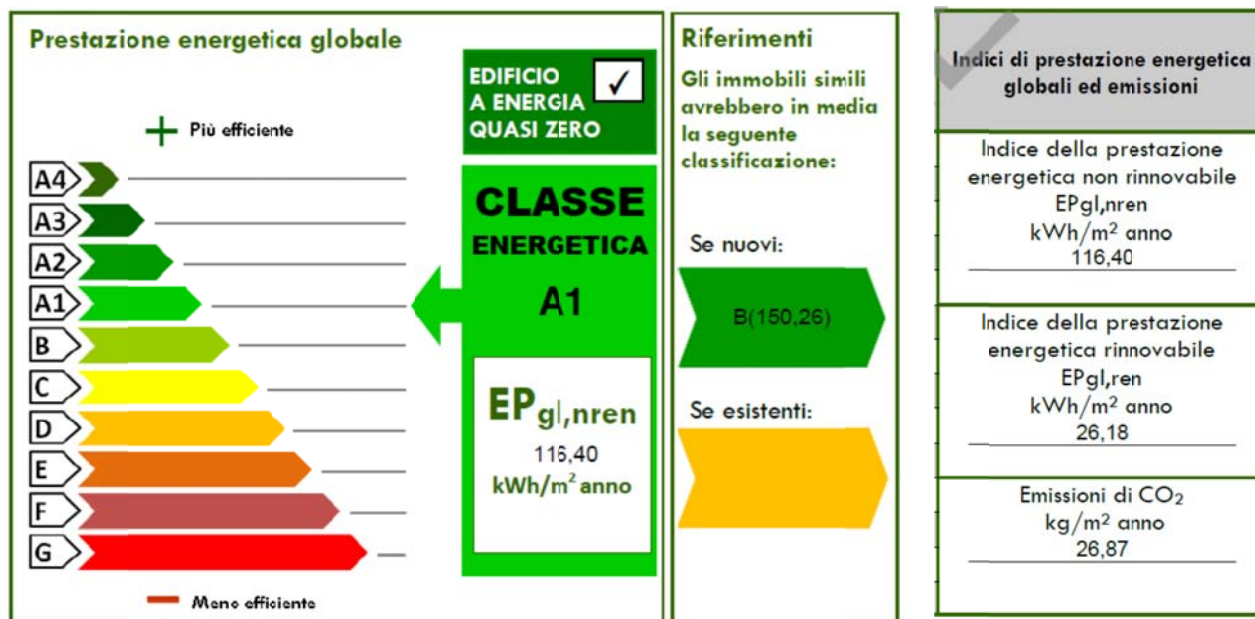 Prestazione energetica globale
Più efficiente
A4
A3
A2
A1
B
C
D
E
F
G
Meno efficiente
EDIFICIO
A ENERGIA
QUASI ZERO
✓
CLASSE
ENERGETICA
A1
EPgl,nren
116,40
kWh/m² anno
Riferimenti
Gli immobili simili
avrebbero in media
la seguente
classificazione:
Se nuovi:
B(150,26)
Se esistenti:
Indici di prestazione energetica
globali ed emissioni
Indice della prestazione
energetica non rinnovabile
EPgl,nren
kWh/m² anno
116,40
Indice della prestazione
energetica rinnovabile
EPgl,ren
kWh/m² anno
26,18
Emissioni di CO₂
kg/m² anno
26,87